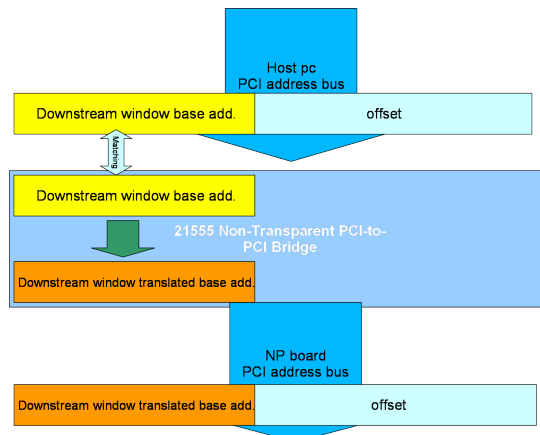 Host pc
PCI address bus
Downstream window base add.
offset
Matching
Downstream window base add.
21555 Non-Transparent PCI-to-
PCI Bridge
Downstream window translated base add.
NP board
PCI address bus
Downstream window translated base add.
offset